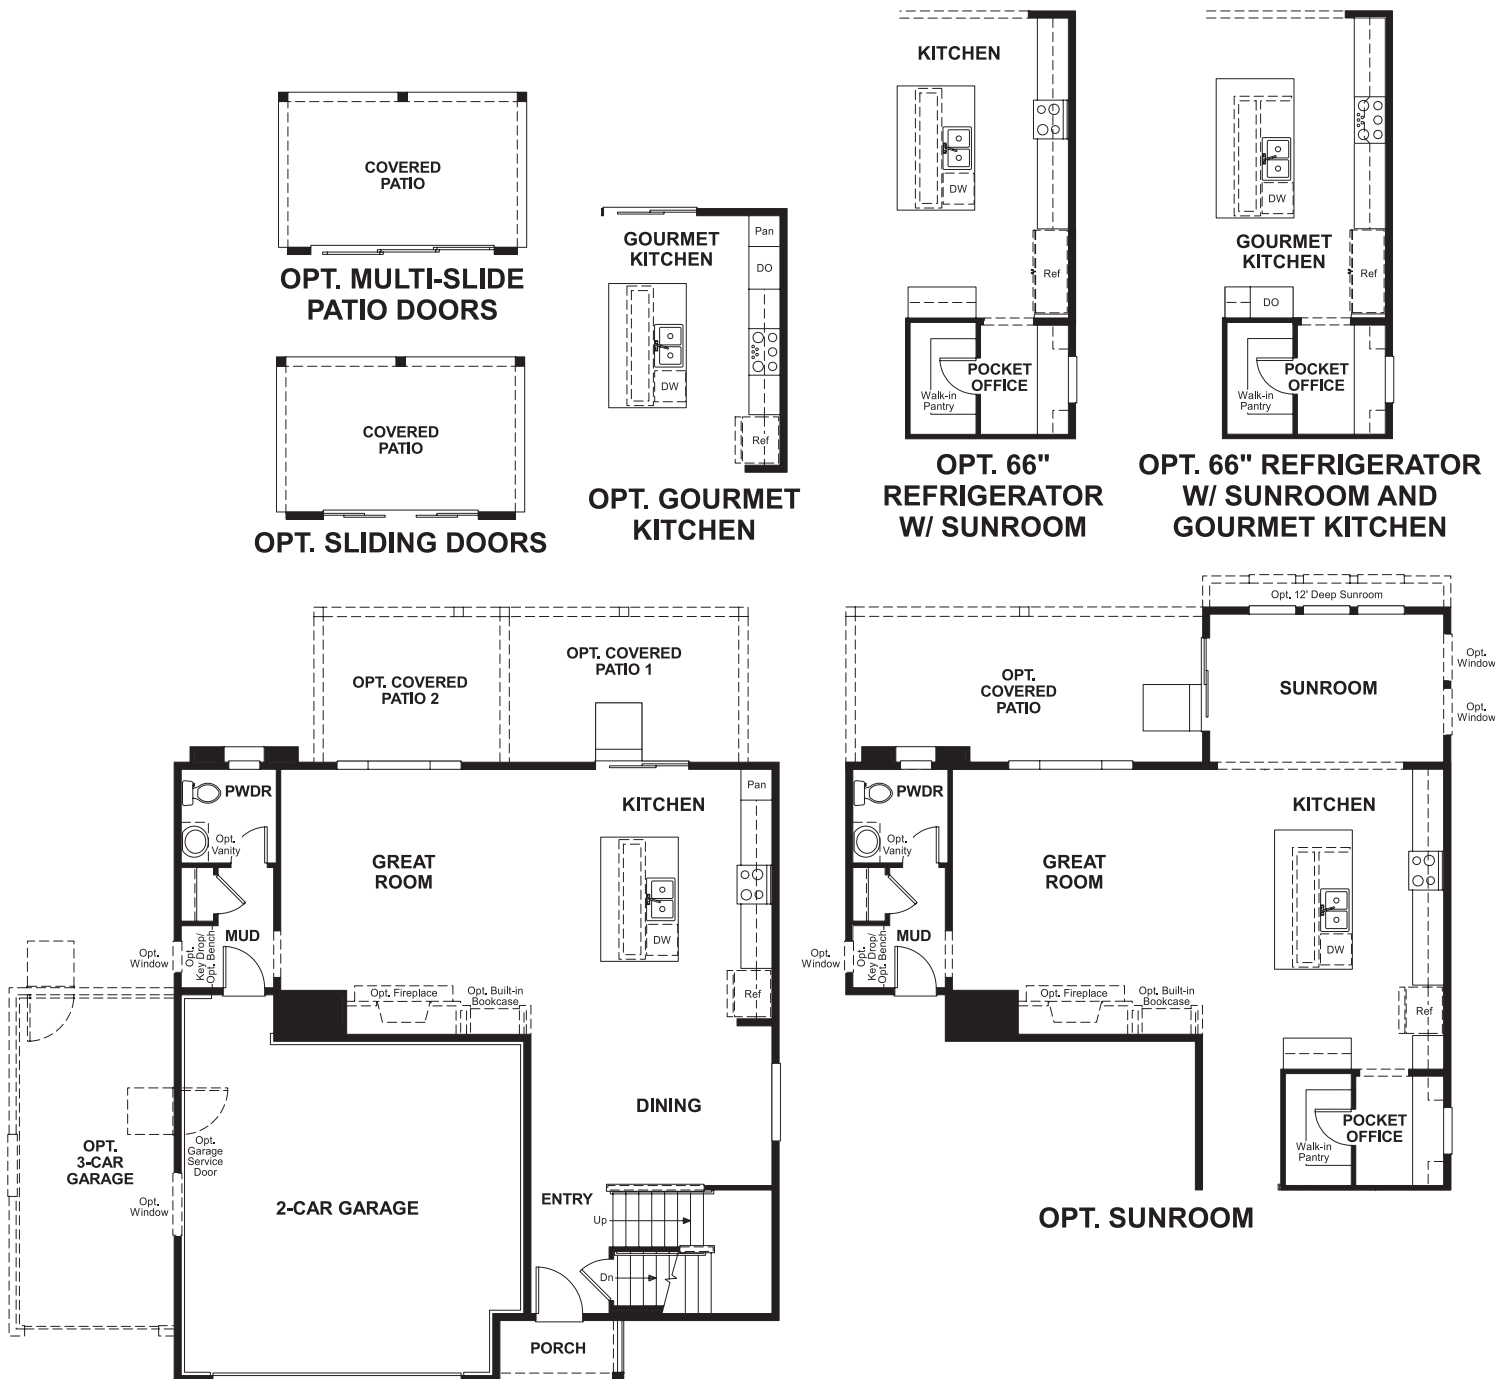 COVERED
PATIO
OPT. MULTI-SLIDE
PATIO DOORS
COVERED
PATIO
OPT. SLIDING DOORS
GOURMET
KITCHEN
Pan
DO
DW
Ref
OPT. GOURMET
KITCHEN
KITCHEN
DW
Ref
POCKET
OFFICE
Walk-in
Pantry
OPT. 66"
REFRIGERATOR
W/ SUNROOM
DW
GOURMET
KITCHEN
Ref
DO
POCKET
OFFICE
Walk-in
Pantry
OPT. 66" REFRIGERATOR
W/ SUNROOM AND
GOURMET KITCHEN
OPT. COVERED
PATIO 2
OPT. COVERED
PATIO 1
PWDR
Opt.
Vanity
GREAT
ROOM
KITCHEN
Pan
DW
Ref
MUD
Opt.
Window
Opt.
Key Drop/
Opt. Bench
Opt. Fireplace
Opt. Built-in
Bookcase
DINING
OPT.
3-CAR
GARAGE
Opt.
Garage
Service
Door
Opt.
Window
2-CAR GARAGE
ENTRY
Up
Dn
PORCH
Opt. 12' Deep Sunroom
OPT.
COVERED
PATIO
SUNROOM
Opt.
Window
Opt.
Window
PWDR
Opt.
Vanity
GREAT
ROOM
KITCHEN
DW
Ref
MUD
Opt.
Window
Opt.
Key Drop/
Opt. Bench
Opt. Fireplace
Opt. Built-in
Bookcase
POCKET
OFFICE
Walk-in
Pantry
OPT. SUNROOM